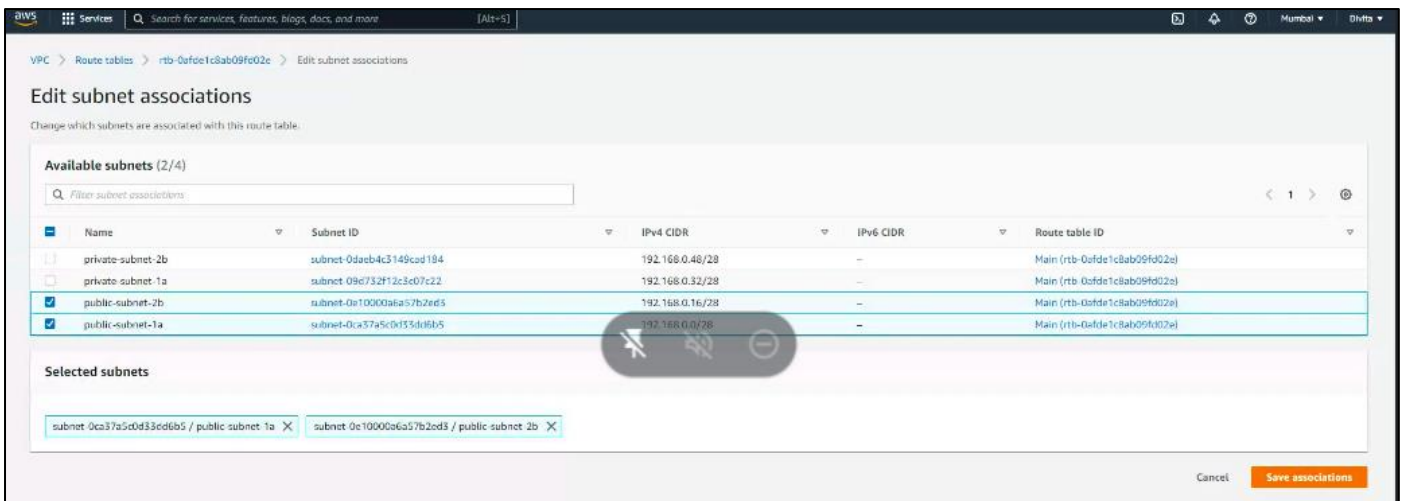 aws Services Search for services, features, blogs, docs, and more [Alt+S] Mumbai Divita
VPC > Route tables > rtb-0afde1c8ab09fd02e > Edit subnet associations
Edit subnet associations
Change which subnets are associated with this route table.
Available subnets (2/4)
Filter subnet associations
< 1 >
Name Subnet ID IPv4 CIDR IPv6 CIDR Route table ID
private-subnet-2b subnet-0daeb4c3149cad184 192.168.0.48/28 – Main (rtb-0afde1c8ab09fd02e)
private-subnet-1a subnet-09d732f12c3c07c22 192.168.0.32/28 – Main (rtb-0afde1c8ab09fd02e)
public-subnet-2b subnet-0e10000a6a57b2ed3 192.168.0.16/28 – Main (rtb-0afde1c8ab09fd02e)
public-subnet-1a subnet-0ca37a5c0d33dd6b5 192.168.0.0/28 – Main (rtb-0afde1c8ab09fd02e)
Selected subnets
subnet-0ca37a5c0d33dd6b5 / public-subnet-1a X subnet-0e10000a6a57b2ed3 / public-subnet-2b X
Cancel Save associations